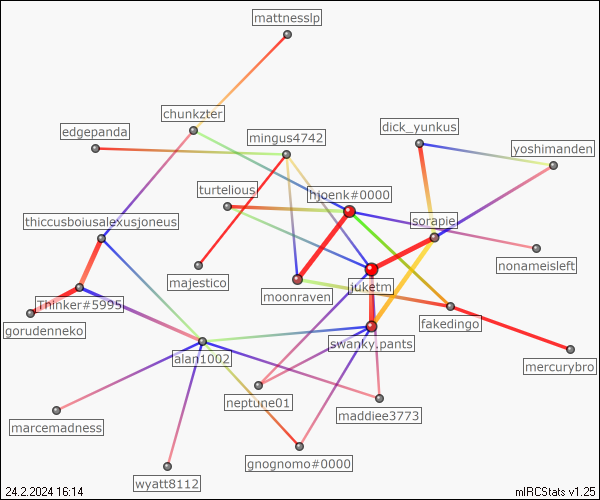 mattnesslp
chunkzter
edgepanda
mingus4742
dick_yunkus
yoshimanden
turtelious
hjoenk#0000
thiccusboiusalexusjoneus
sorapie
nonameisleft
majestico
juketm
moonraven
Thinker#5995
gorudenneko
fakedingo
swanky.pants
alan1002
mercurybro
neptune01
maddiee3773
marcemadness
gnognomo#0000
wyatt8112
24.2.2024 16:14
mIRCStats v1.25